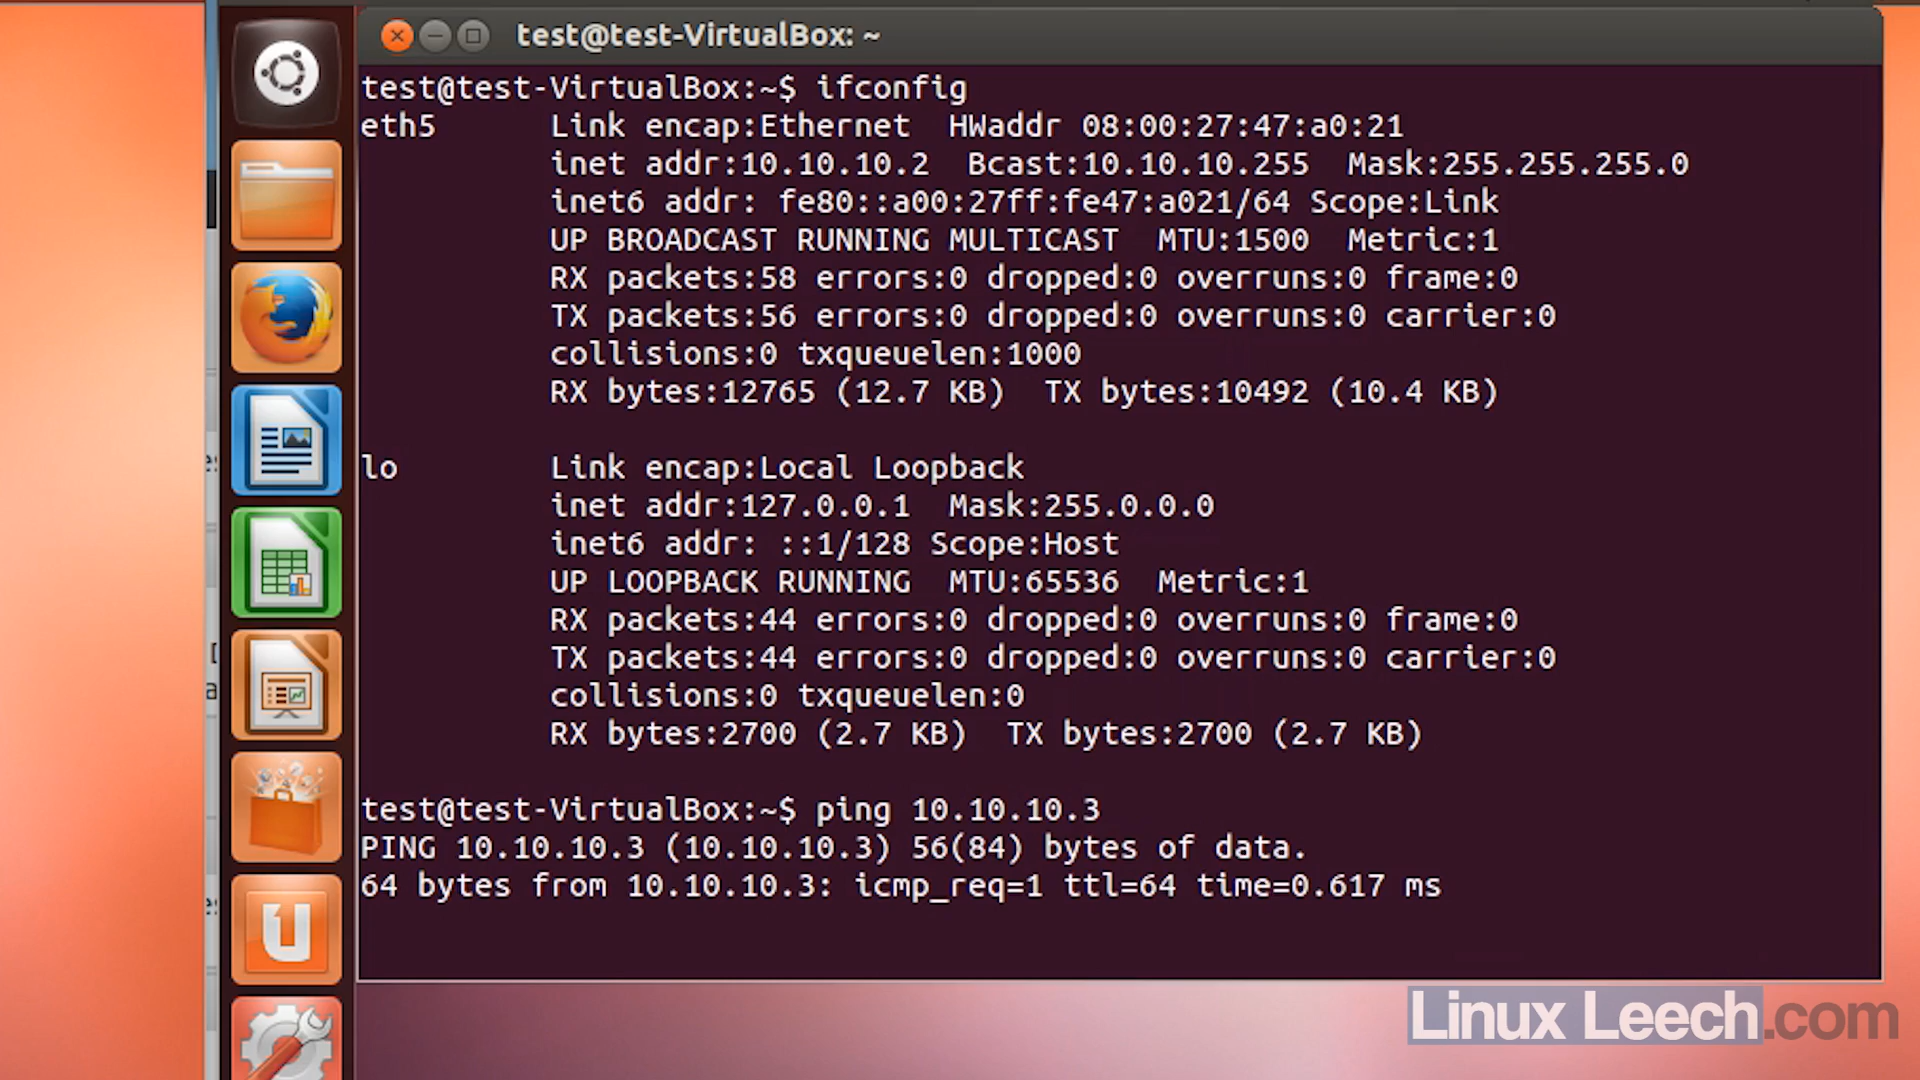 test@test-VirtualBox: ~
test@test-VirtualBox:~$ ifconfig
eth5      Link encap:Ethernet  HWaddr 08:00:27:47:a0:21
          inet addr:10.10.10.2  Bcast:10.10.10.255  Mask:255.255.255.0
          inet6 addr: fe80::a00:27ff:fe47:a021/64 Scope:Link
          UP BROADCAST RUNNING MULTICAST  MTU:1500  Metric:1
          RX packets:58 errors:0 dropped:0 overruns:0 frame:0
          TX packets:56 errors:0 dropped:0 overruns:0 carrier:0
          collisions:0 txqueuelen:1000
          RX bytes:12765 (12.7 KB)  TX bytes:10492 (10.4 KB)
lo        Link encap:Local Loopback
          inet addr:127.0.0.1  Mask:255.0.0.0
          inet6 addr: ::1/128 Scope:Host
          UP LOOPBACK RUNNING  MTU:65536  Metric:1
          RX packets:44 errors:0 dropped:0 overruns:0 frame:0
          TX packets:44 errors:0 dropped:0 overruns:0 carrier:0
          collisions:0 txqueuelen:0
          RX bytes:2700 (2.7 KB)  TX bytes:2700 (2.7 KB)
test@test-VirtualBox:~$ ping 10.10.10.3
PING 10.10.10.3 (10.10.10.3) 56(84) bytes of data.
64 bytes from 10.10.10.3: icmp_req=1 ttl=64 time=0.617 ms
Linux Leech.com